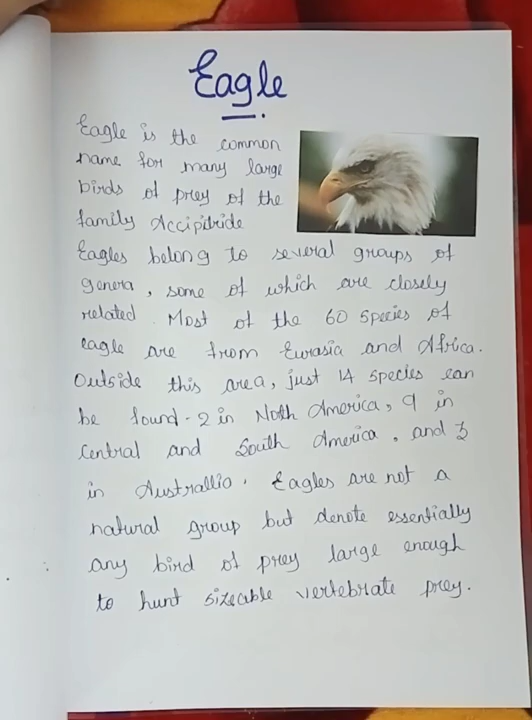 Eagle
Eagle is the common
name for many large
birds of prey of the
family Accipitride
Eagles belong to several groups of
genera, some of which are closely
related. Most of the 60 species of
eagle are from Eurasia and Africa.
Outside this area, just 14 species can
be found - 2 in Noth America, 9 in
Central and South America, and 3
in Australlia. Eagles are not a
natural group but denote essentially
any bird of prey large enough
to hunt sizeable vertebrate prey.